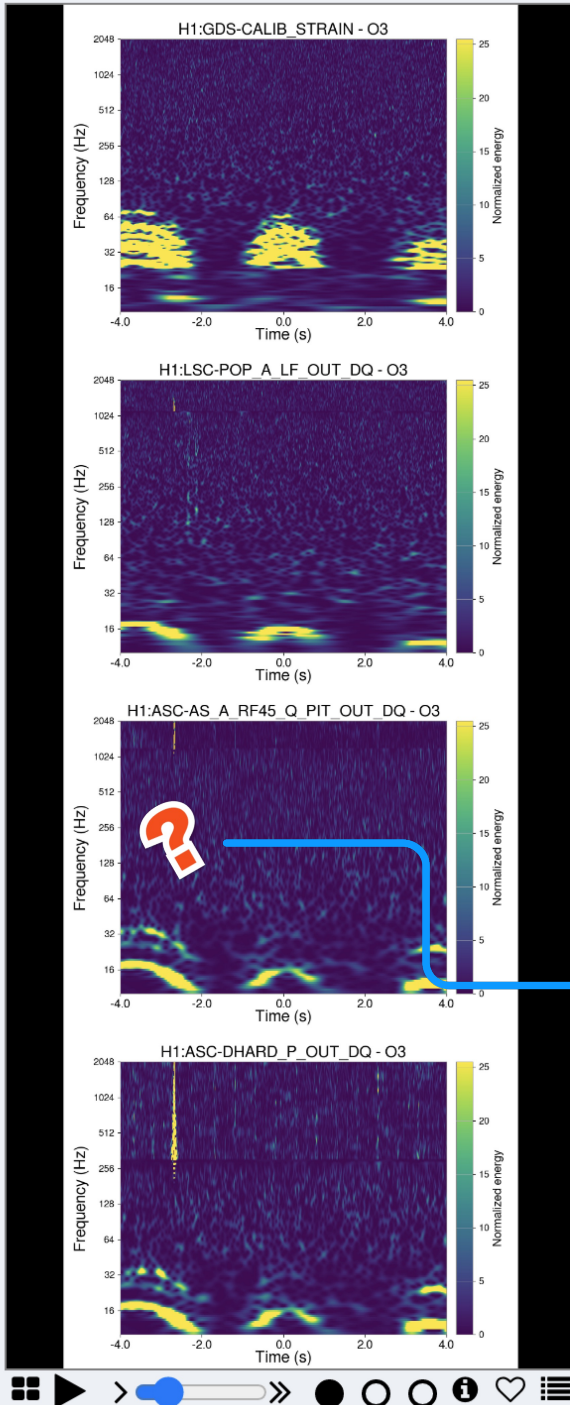 H1:GDS-CALIB_STRAIN - O3
2048
1024
512
256
128
64
32
16
Frequency (Hz)
-4.0 -2.0 0.0 2.0 4.0
Time (s)
25
20
15
10
5
0
Normalized energy
H1:LSC-POP_A_LF_OUT_DQ - O3
2048
1024
512
256
128
64
32
16
Frequency (Hz)
-4.0 -2.0 0.0 2.0 4.0
Time (s)
25
20
15
10
5
0
Normalized energy
H1:ASC-AS_A_RF45_Q_PIT_OUT_DQ - O3
2048
1024
512
256
128
64
32
16
Frequency (Hz)
?
-4.0 -2.0 0.0 2.0 4.0
Time (s)
25
20
15
10
5
0
Normalized energy
H1:ASC-DHARD_P_OUT_DQ - O3
2048
1024
512
256
128
64
32
16
Frequency (Hz)
-4.0 -2.0 0.0 2.0 4.0
Time (s)
25
20
15
10
5
0
Normalized energy